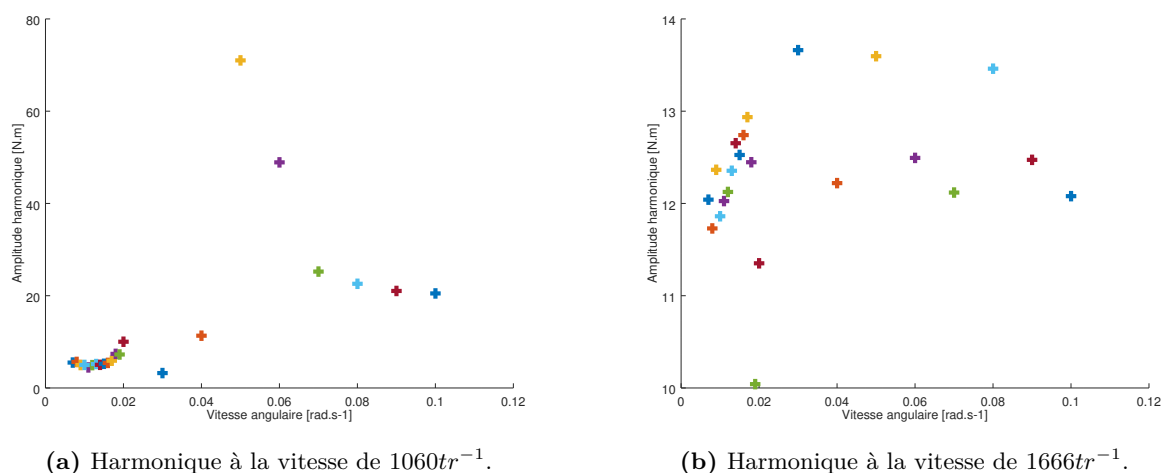 80
60
40
20
0
Amplitude harmonique [N.m]
0 0.02 0.04 0.06 0.08 0.1 0.12
Vitesse angulaire [rad.s-1]
(a) Harmonique à la vitesse de 1060tr⁻¹.
14
13
12
11
10
Amplitude harmonique [N.m]
0 0.02 0.04 0.06 0.08 0.1 0.12
Vitesse angulaire [rad.s-1]
(b) Harmonique à la vitesse de 1666tr⁻¹.